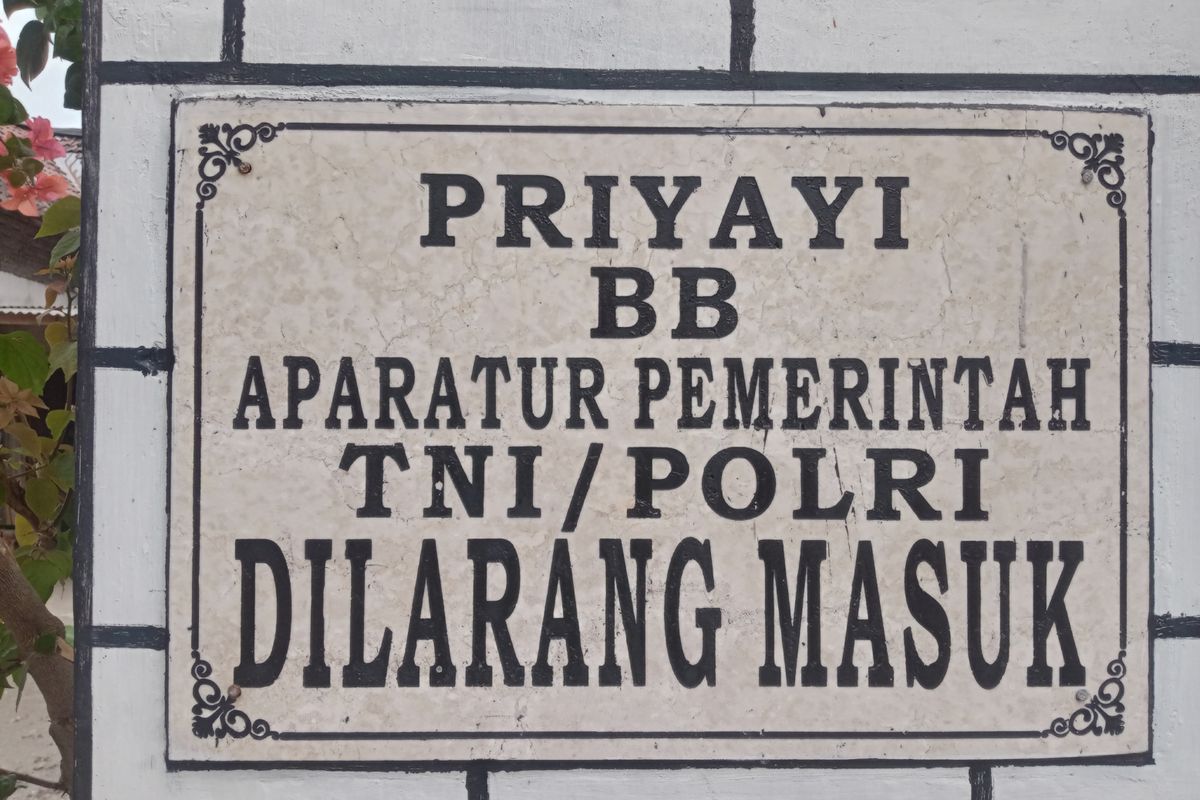 PRIYAYI
BB
APARATUR PEMERINTAH
TNI/POLRI
DILARANG MASUK